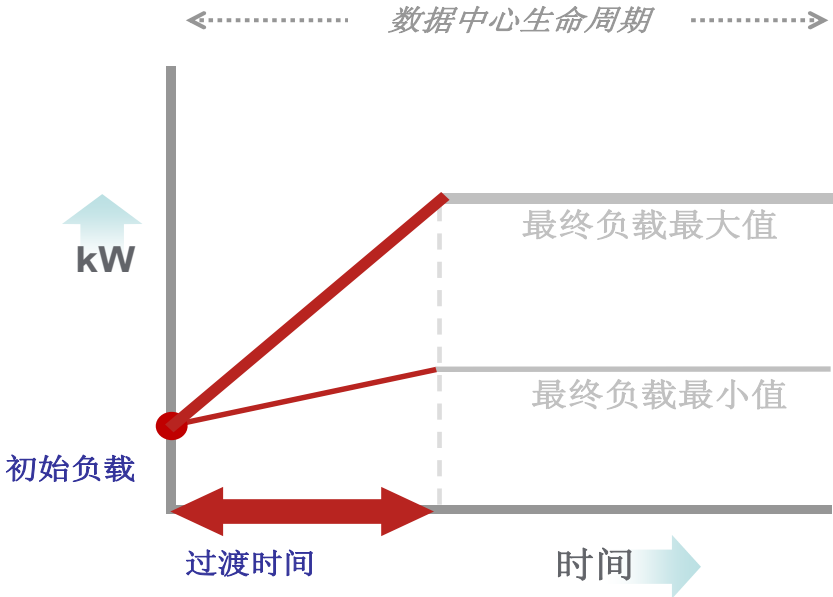 数据中心生命周期
最终负载最大值
kW
最终负载最小值
初始负载
过渡时间
时间